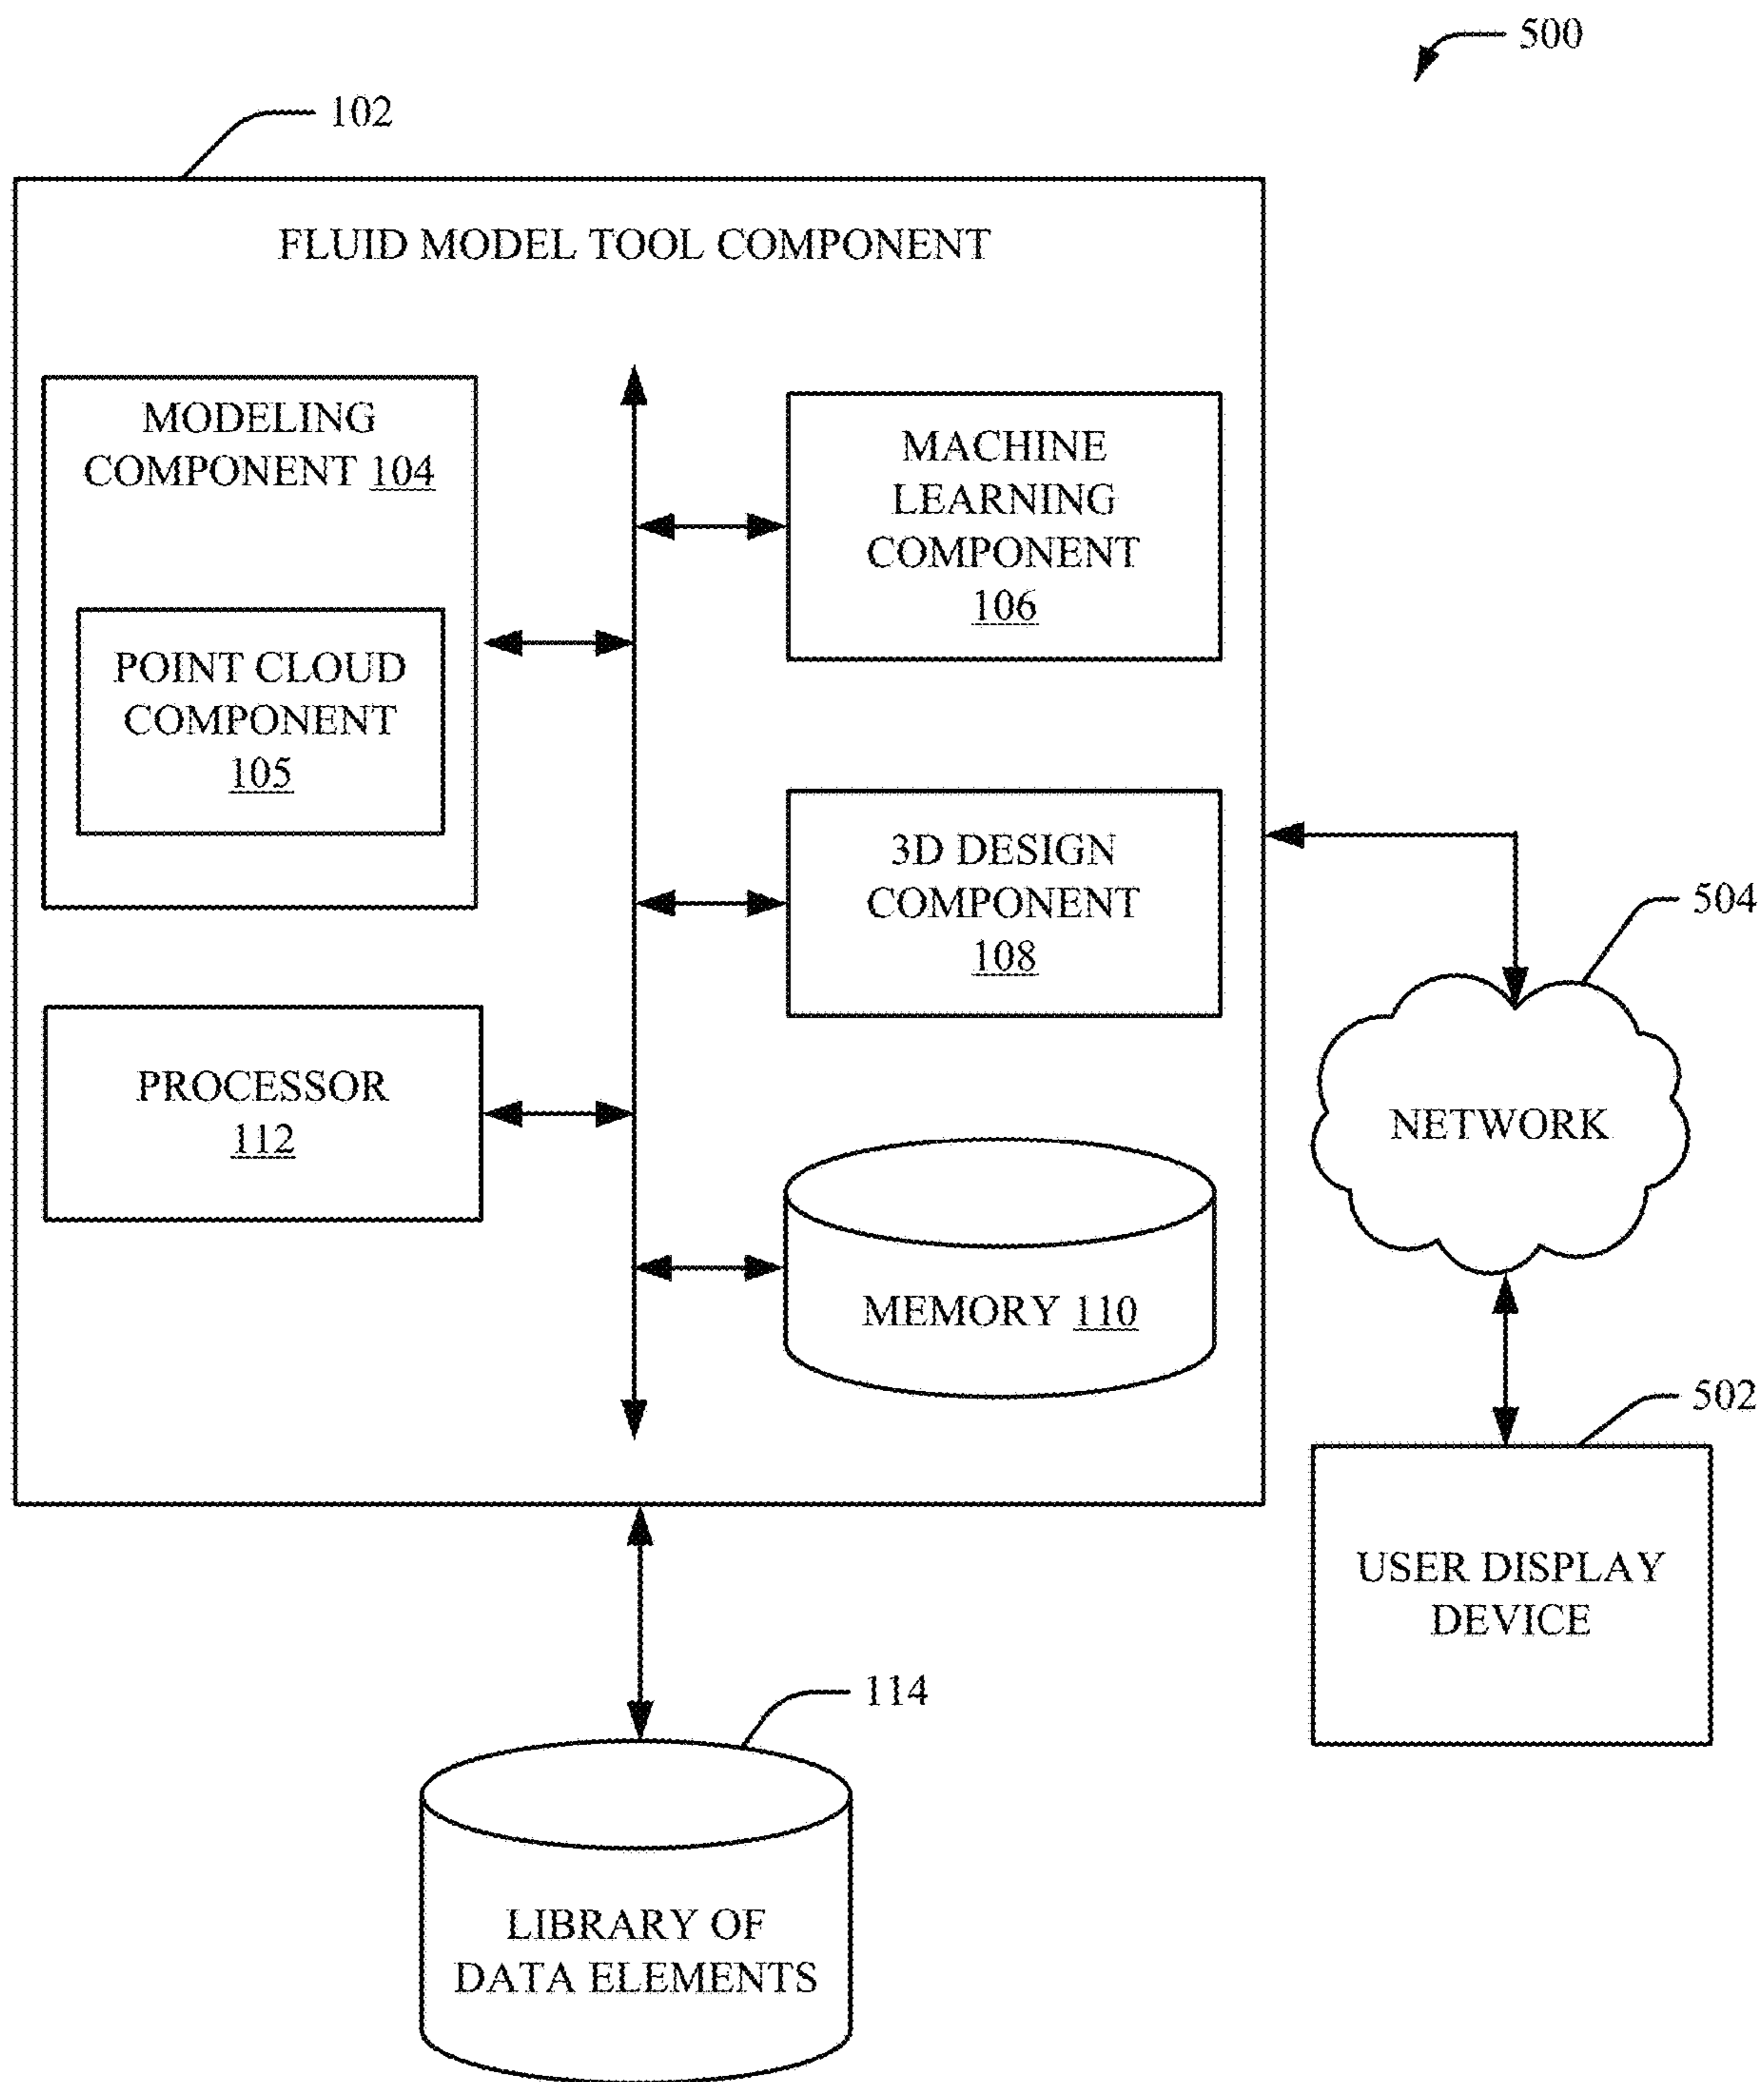 500
102
FLUID MODEL TOOL COMPONENT
MODELING
COMPONENT 104
POINT CLOUD
COMPONENT
105
MACHINE
LEARNING
COMPONENT
106
3D DESIGN
COMPONENT
108
PROCESSOR
112
MEMORY 110
504
NETWORK
502
USER DISPLAY
DEVICE
114
LIBRARY OF
DATA ELEMENTS